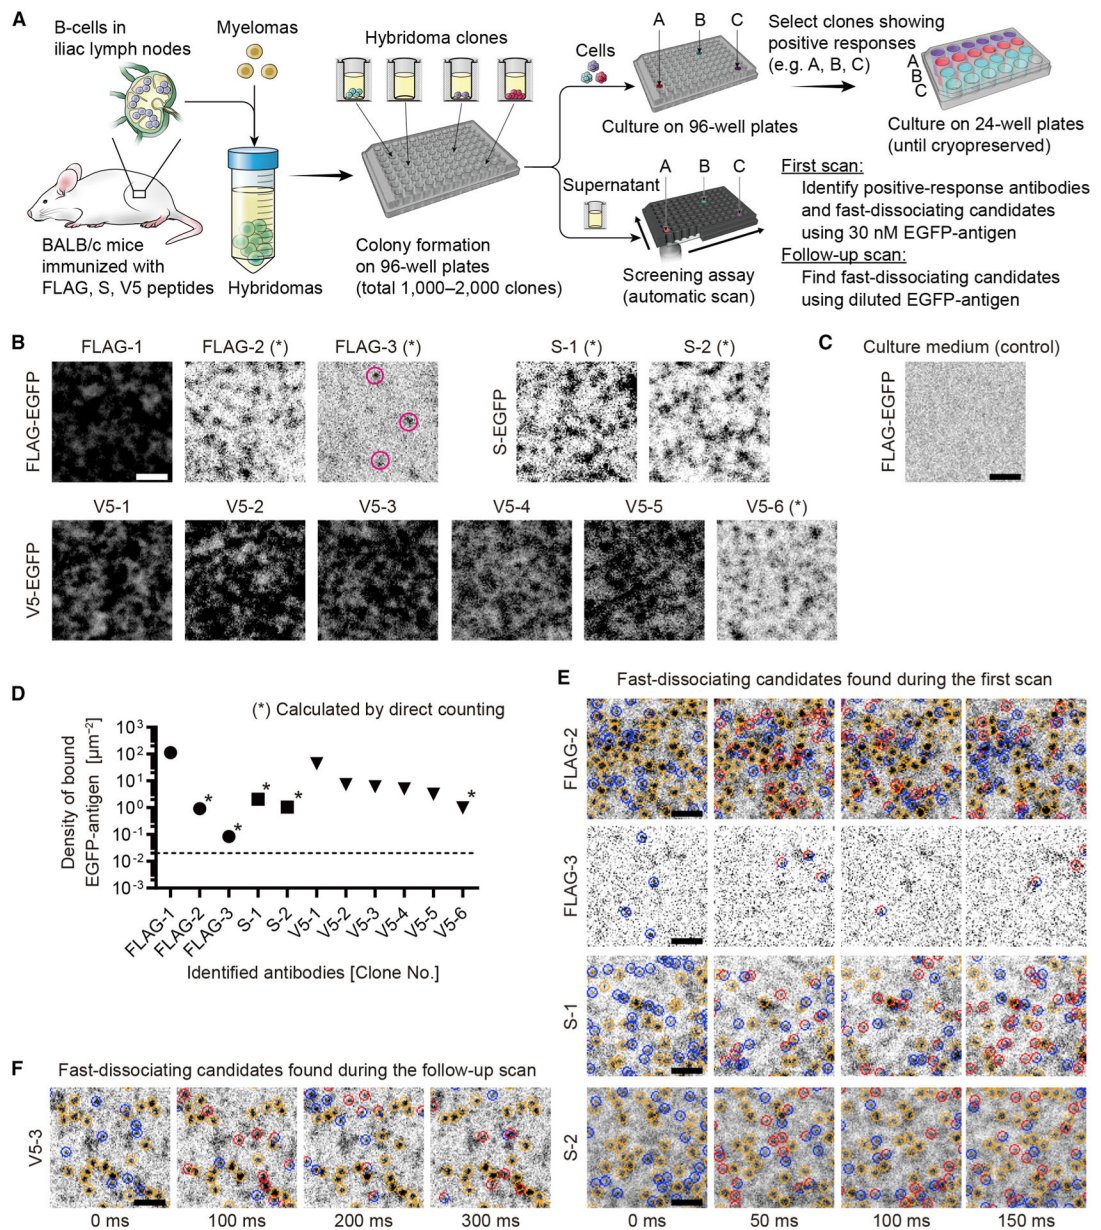 A
B-cells in
iliac lymph nodes
Myelomas
BALB/c mice
immunized with
FLAG, S, V5 peptides
Hybridomas
Hybridoma clones
Colony formation
on 96-well plates
(total 1,000–2,000 clones)
Cells
A B C
Culture on 96-well plates
Select clones showing
positive responses
(e.g. A, B, C)
A
B
C
Culture on 24-well plates
(until cryopreserved)
Supernatant
A B C
Screening assay
(automatic scan)
First scan:
Identify positive-response antibodies
and fast-dissociating candidates
using 30 nM EGFP-antigen
Follow-up scan:
Find fast-dissociating candidates
using diluted EGFP-antigen
B
FLAG-1 FLAG-2 (*) FLAG-3 (*)
FLAG-EGFP
S-1 (*) S-2 (*)
S-EGFP
V5-1 V5-2 V5-3 V5-4 V5-5 V5-6 (*)
V5-EGFP
C
Culture medium (control)
FLAG-EGFP
D
(*) Calculated by direct counting
Density of bound
EGFP-antigen [µm⁻²]
10³
10²
10¹
10⁰
10⁻¹
10⁻²
10⁻³
* * * * *
FLAG-1 FLAG-2 FLAG-3 S-1 S-2 V5-1 V5-2 V5-3 V5-4 V5-5 V5-6
*
Identified antibodies [Clone No.]
E
Fast-dissociating candidates found during the first scan
FLAG-2
FLAG-3
S-1
S-2
0 ms 50 ms 100 ms 150 ms
F
Fast-dissociating candidates found during the follow-up scan
V5-3
0 ms 100 ms 200 ms 300 ms